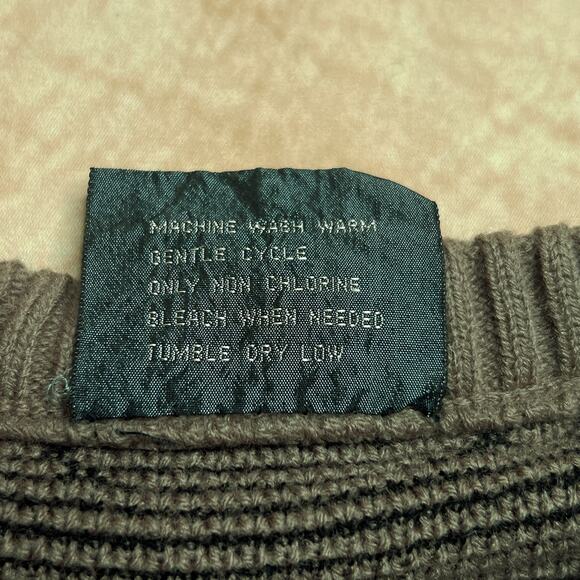 MACHINE WASH WARM
GENTLE CYCLE
ONLY NON CHLORINE
BLEACH WHEN NEEDED
TUMBLE DRY LOW